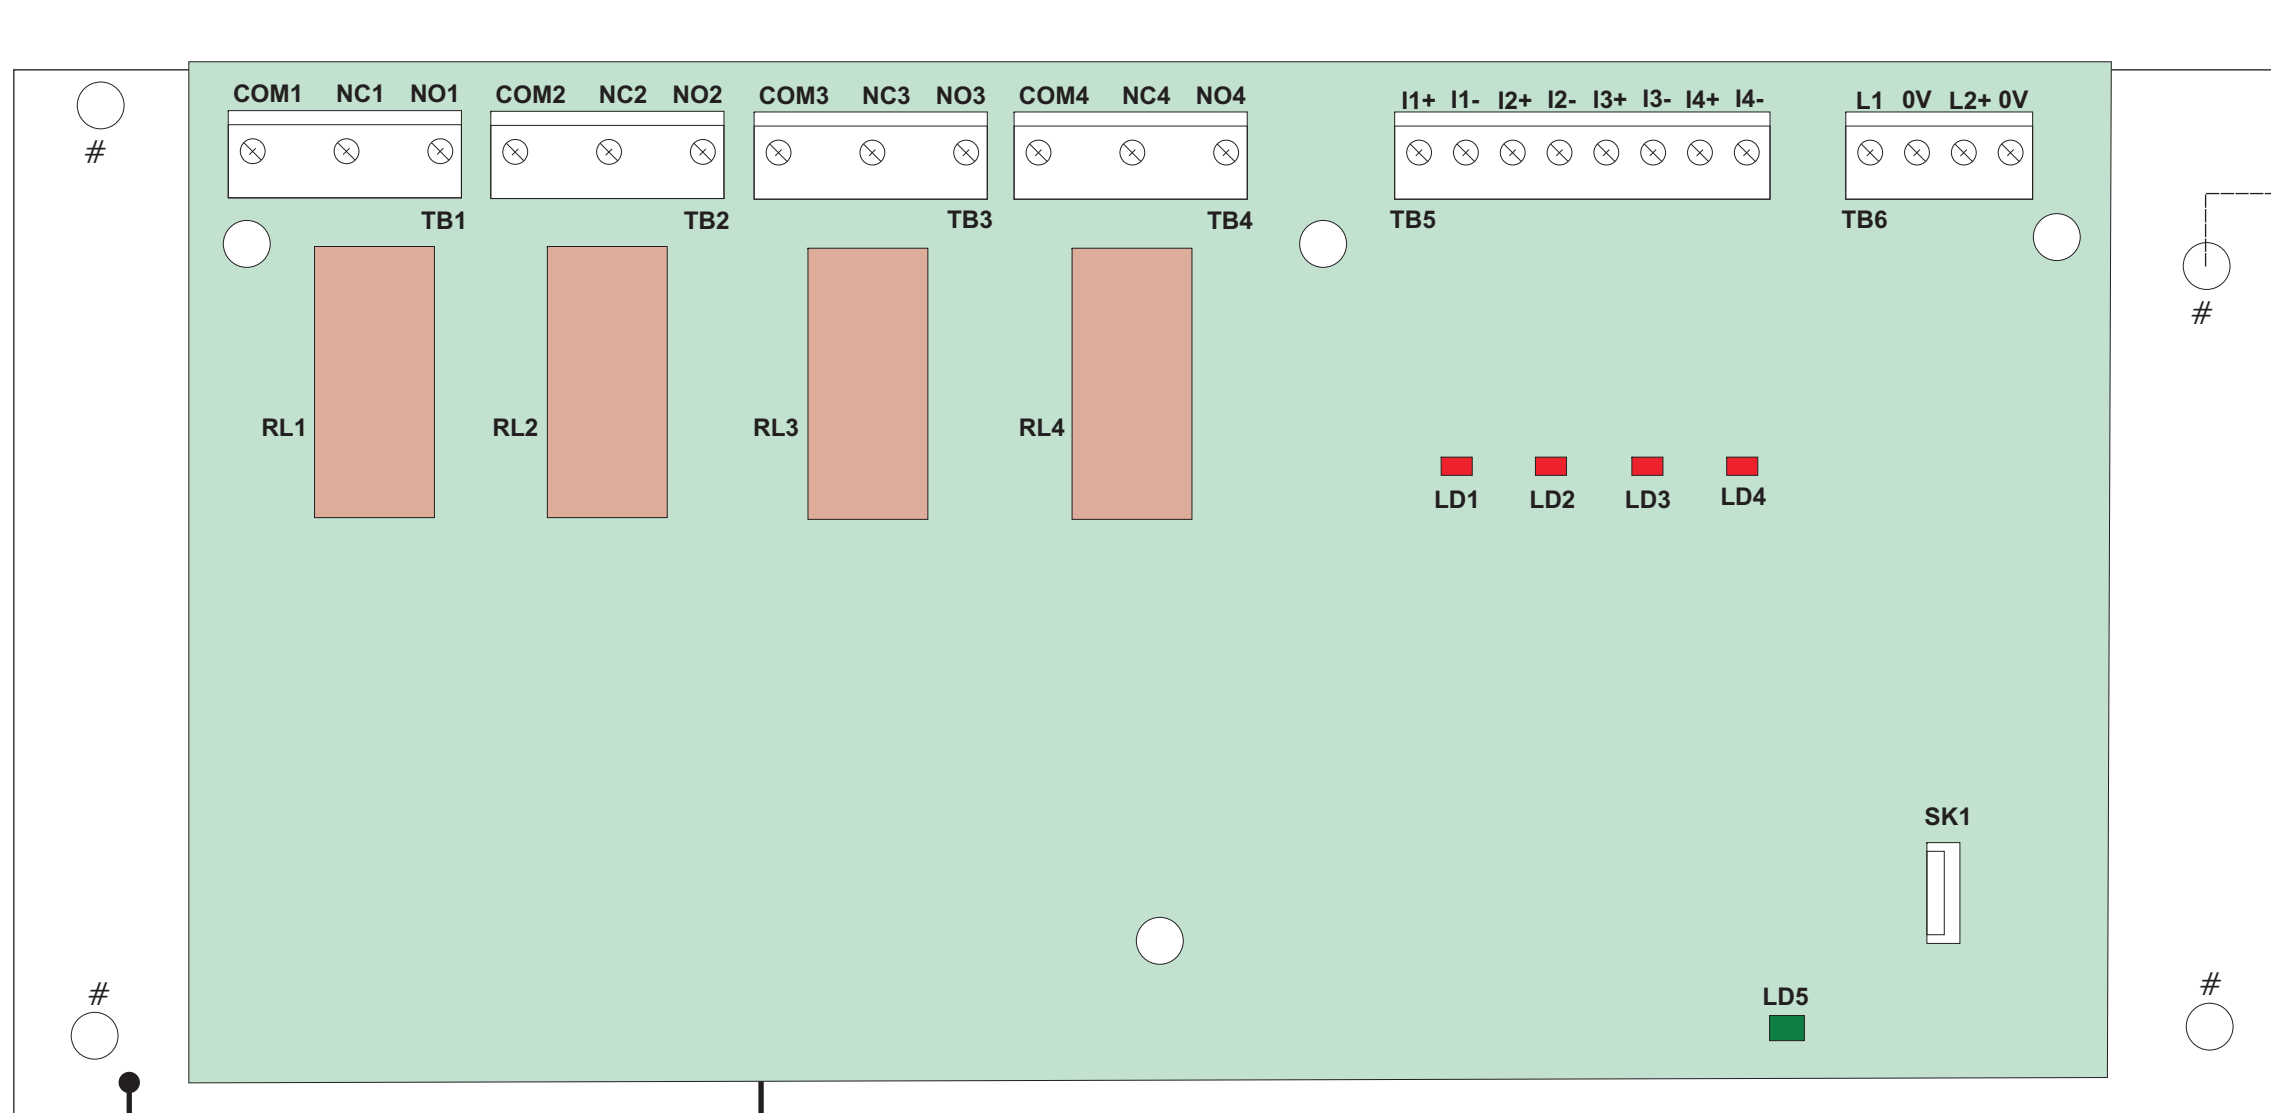 COM1 NC1 NO1 COM2 NC2 NO2 COM3 NC3 NO3 COM4 NC4 NO4 I1+ I1- I2+ I2- I3+ I3- I4+ I4- L1 0V L2+ 0V
#
TB1 TB2 TB3 TB4 TB5 TB6
#
RL1 RL2 RL3 RL4
LD1 LD2 LD3 LD4
SK1
# #
LD5